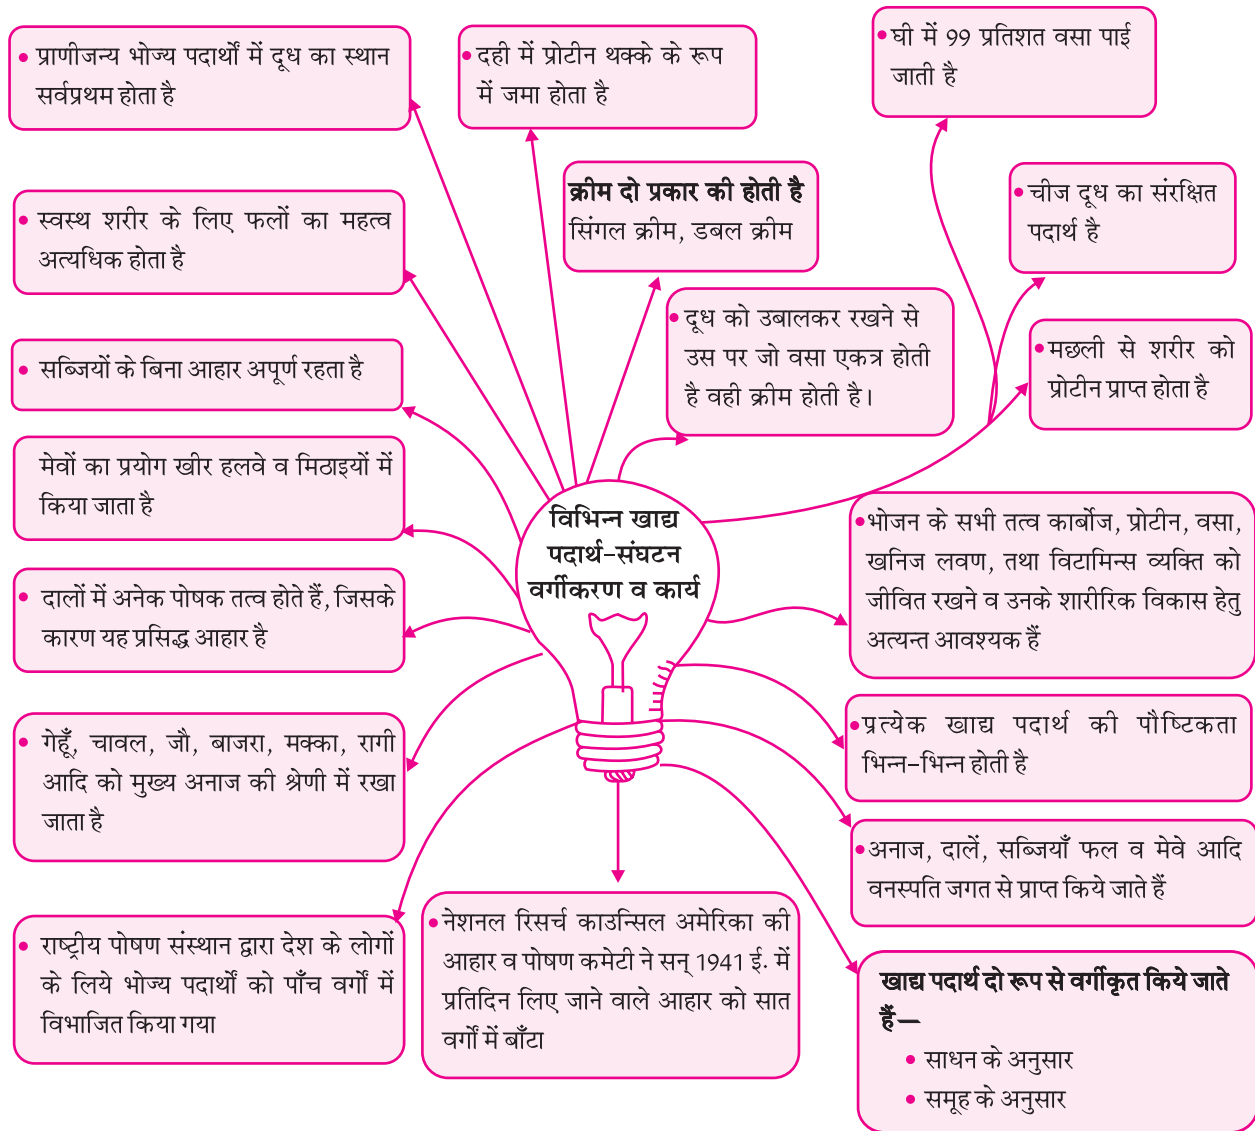 प्राणीजन्य भोज्य पदार्थों में दूध का स्थान
सर्वप्रथम होता है
दही में प्रोटीन थक्के के रूप
में जमा होता है
घी में 99 प्रतिशत वसा पाई
जाती है
क्रीम दो प्रकार की होती है
सिंगल क्रीम, डबल क्रीम
चीज दूध का संरक्षित
पदार्थ है
स्वस्थ शरीर के लिए फलों का महत्व
अत्यधिक होता है
दूध को उबालकर रखने से
उस पर जो वसा एकत्र होती
है वही क्रीम होती है।
मछली से शरीर को
प्रोटीन प्राप्त होता है
सब्जियों के बिना आहार अपूर्ण रहता है
मेवों का प्रयोग खीर हलवे व मिठाइयों में
किया जाता है
विभिन्न खाद्य
पदार्थ-संघटन
वर्गीकरण व कार्य
भोजन के सभी तत्व कार्बोज, प्रोटीन, वसा,
खनिज लवण, तथा विटामिन्स व्यक्ति को
जीवित रखने व उनके शारीरिक विकास हेतु
अत्यन्त आवश्यक हैं
दालों में अनेक पोषक तत्व होते हैं, जिसके
कारण यह प्रसिद्ध आहार है
प्रत्येक खाद्य पदार्थ की पौष्टिकता
भिन्न-भिन्न होती है
गेहूँ, चावल, जौ, बाजरा, मक्का, रागी
आदि को मुख्य अनाज की श्रेणी में रखा
जाता है
अनाज, दालें, सब्जियाँ फल व मेवे आदि
वनस्पति जगत से प्राप्त किये जाते हैं
राष्ट्रीय पोषण संस्थान द्वारा देश के लोगों
के लिये भोज्य पदार्थों को पाँच वर्गों में
विभाजित किया गया
नेशनल रिसर्च काउन्सिल अमेरिका की
आहार व पोषण कमेटी ने सन् 1941 ई. में
प्रतिदिन लिए जाने वाले आहार को सात
वर्गों में बाँटा
खाद्य पदार्थ दो रूप से वर्गीकृत किये जाते
हैं—
साधन के अनुसार
समूह के अनुसार